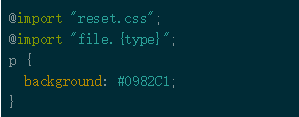 @import "reset.css";
@import "file.{type}";
p {
  background: #0982C1;
}